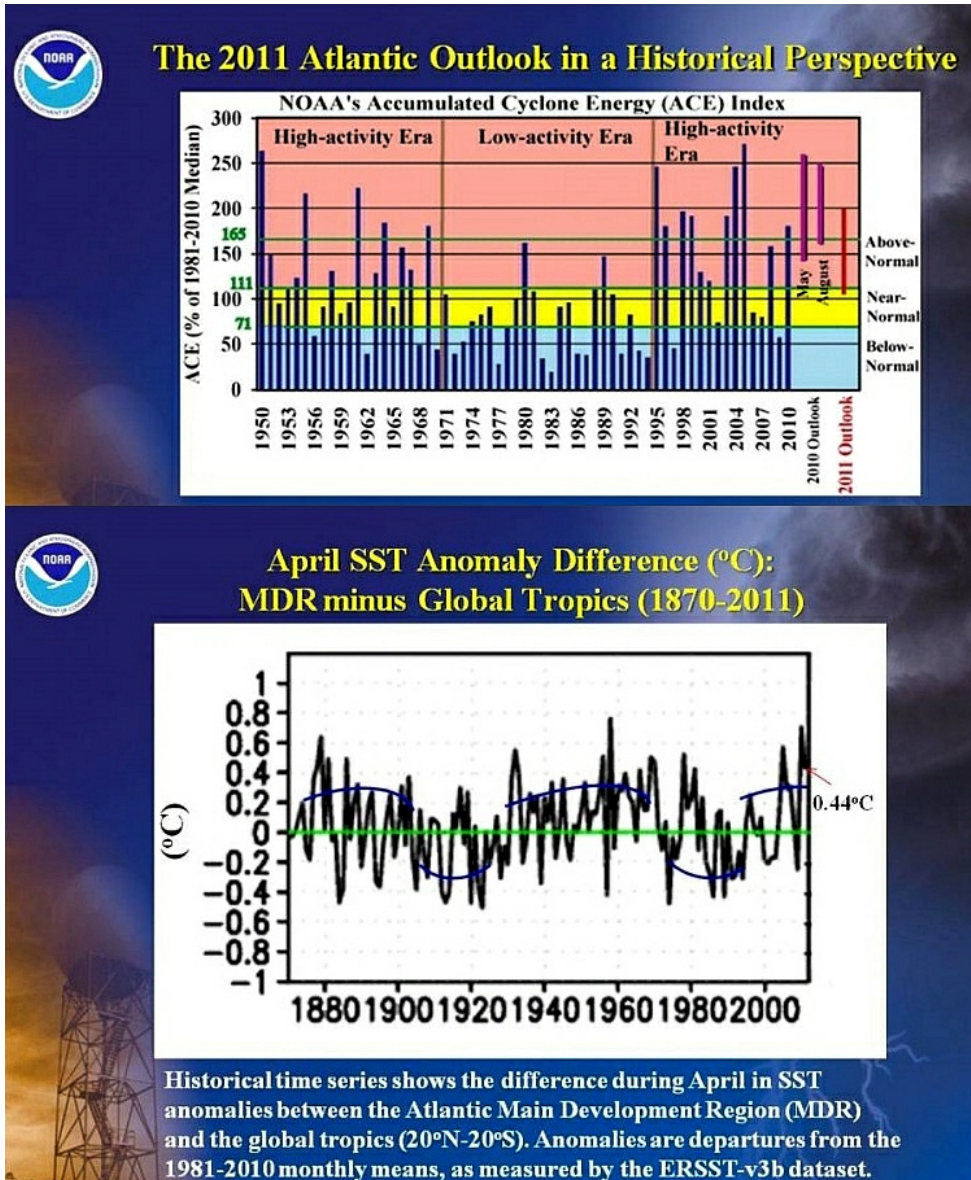 NOAA
The 2011 Atlantic Outlook in a Historical Perspective
NOAA's Accumulated Cyclone Energy (ACE) Index
ACE (% of 1981-2010 Median)
300
250
200
165
150
111
100
71
50
0
High-activity Era
Low-activity Era
High-activity
Era
May
August
Above-
Normal
Near-
Normal
Below-
Normal
1950
1953
1956
1959
1962
1965
1968
1971
1974
1977
1980
1983
1986
1989
1992
1995
1998
2001
2004
2007
2010
2010 Outlook
2011 Outlook
NOAA
April SST Anomaly Difference (°C):
MDR minus Global Tropics (1870-2011)
(°C)
1
0.8
0.6
0.4
0.2
0
−0.2
−0.4
−0.6
−0.8
−1
0.44°C
1880 1900 1920 1940 1960 1980 2000
Historical time series shows the difference during April in SST
anomalies between the Atlantic Main Development Region (MDR)
and the global tropics (20°N-20°S). Anomalies are departures from the
1981-2010 monthly means, as measured by the ERSST-v3b dataset.